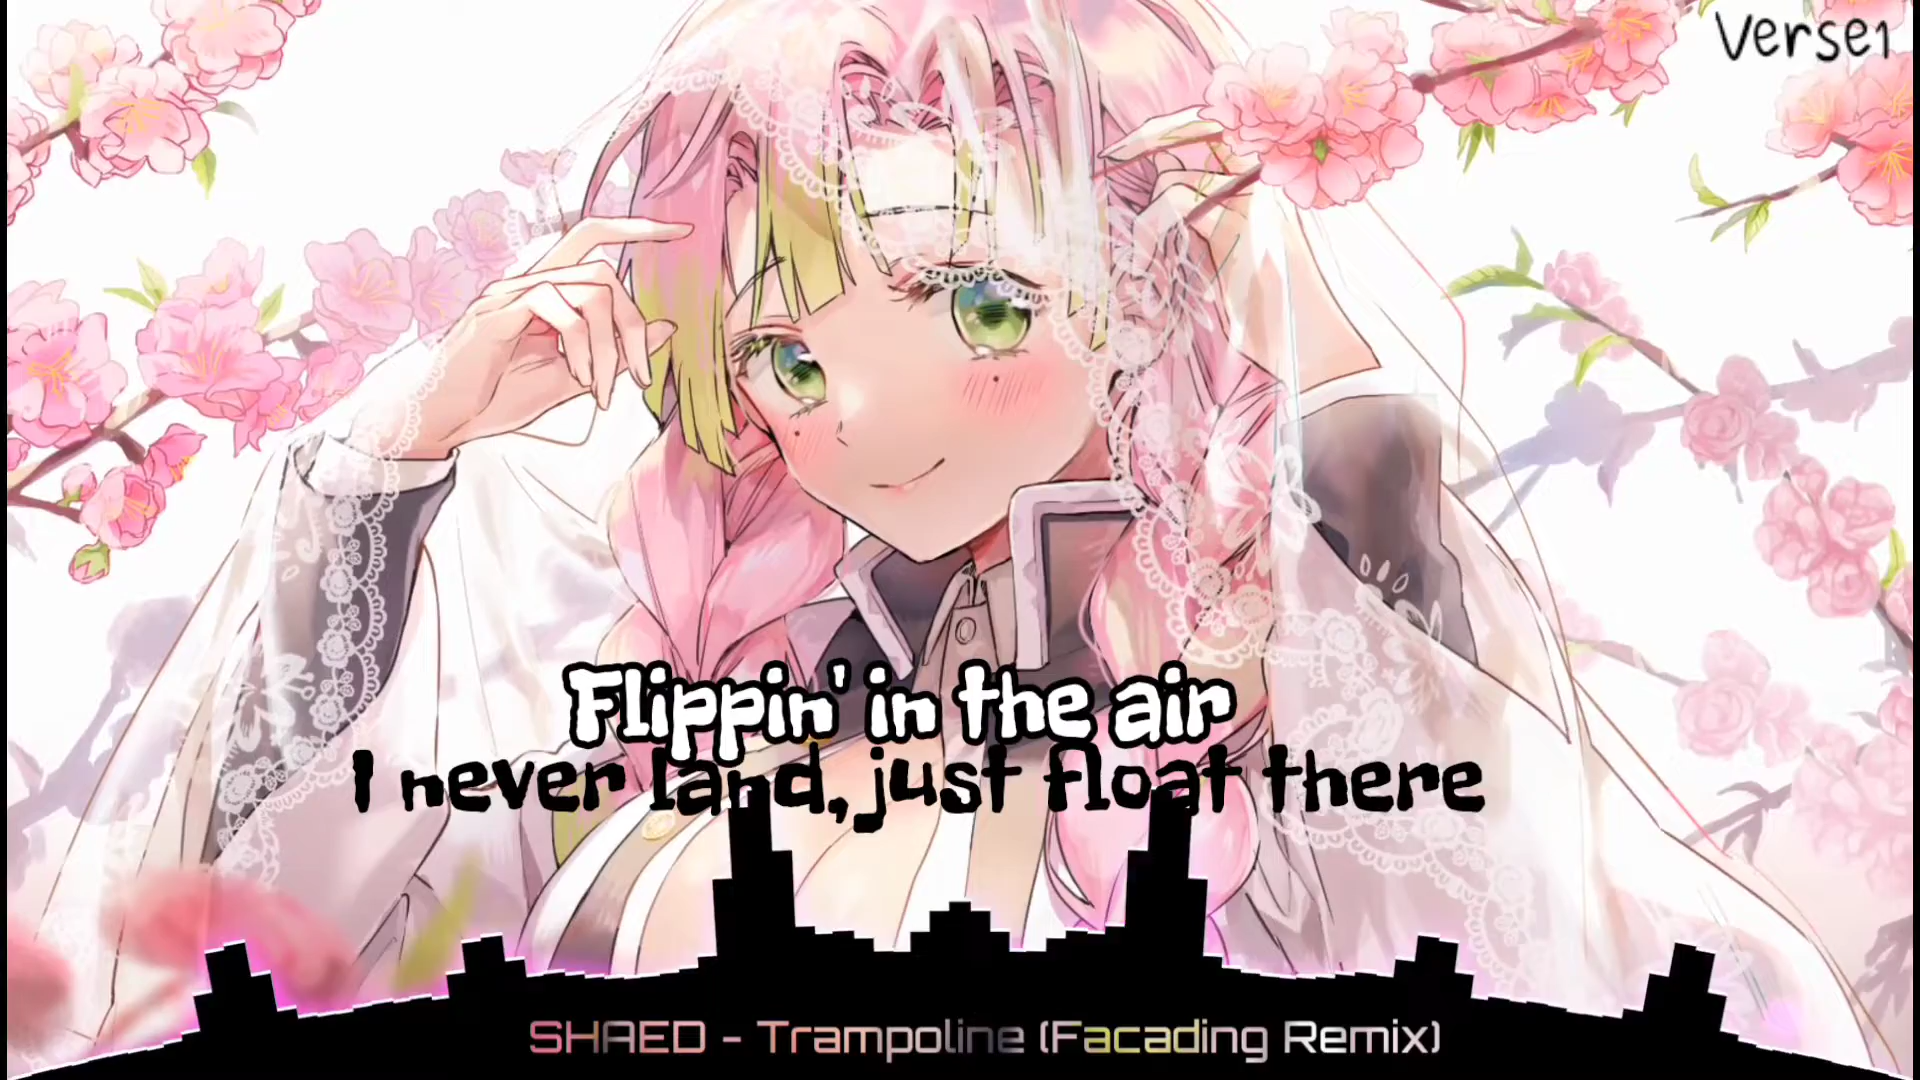 Verse1
Flippin' in the air
I never land, just float there
SHAED - Trampoline (Facading Remix)